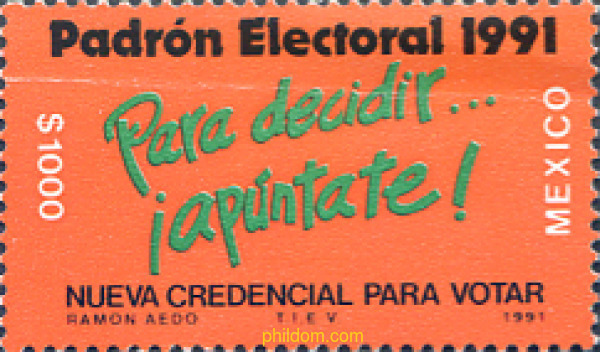 Padrón Electoral 1991
Para decidir...
¡apúntate!
$1000
MEXICO
NUEVA CREDENCIAL PARA VOTAR
RAMON AEDO T.I.E.V 1991
phildom.com